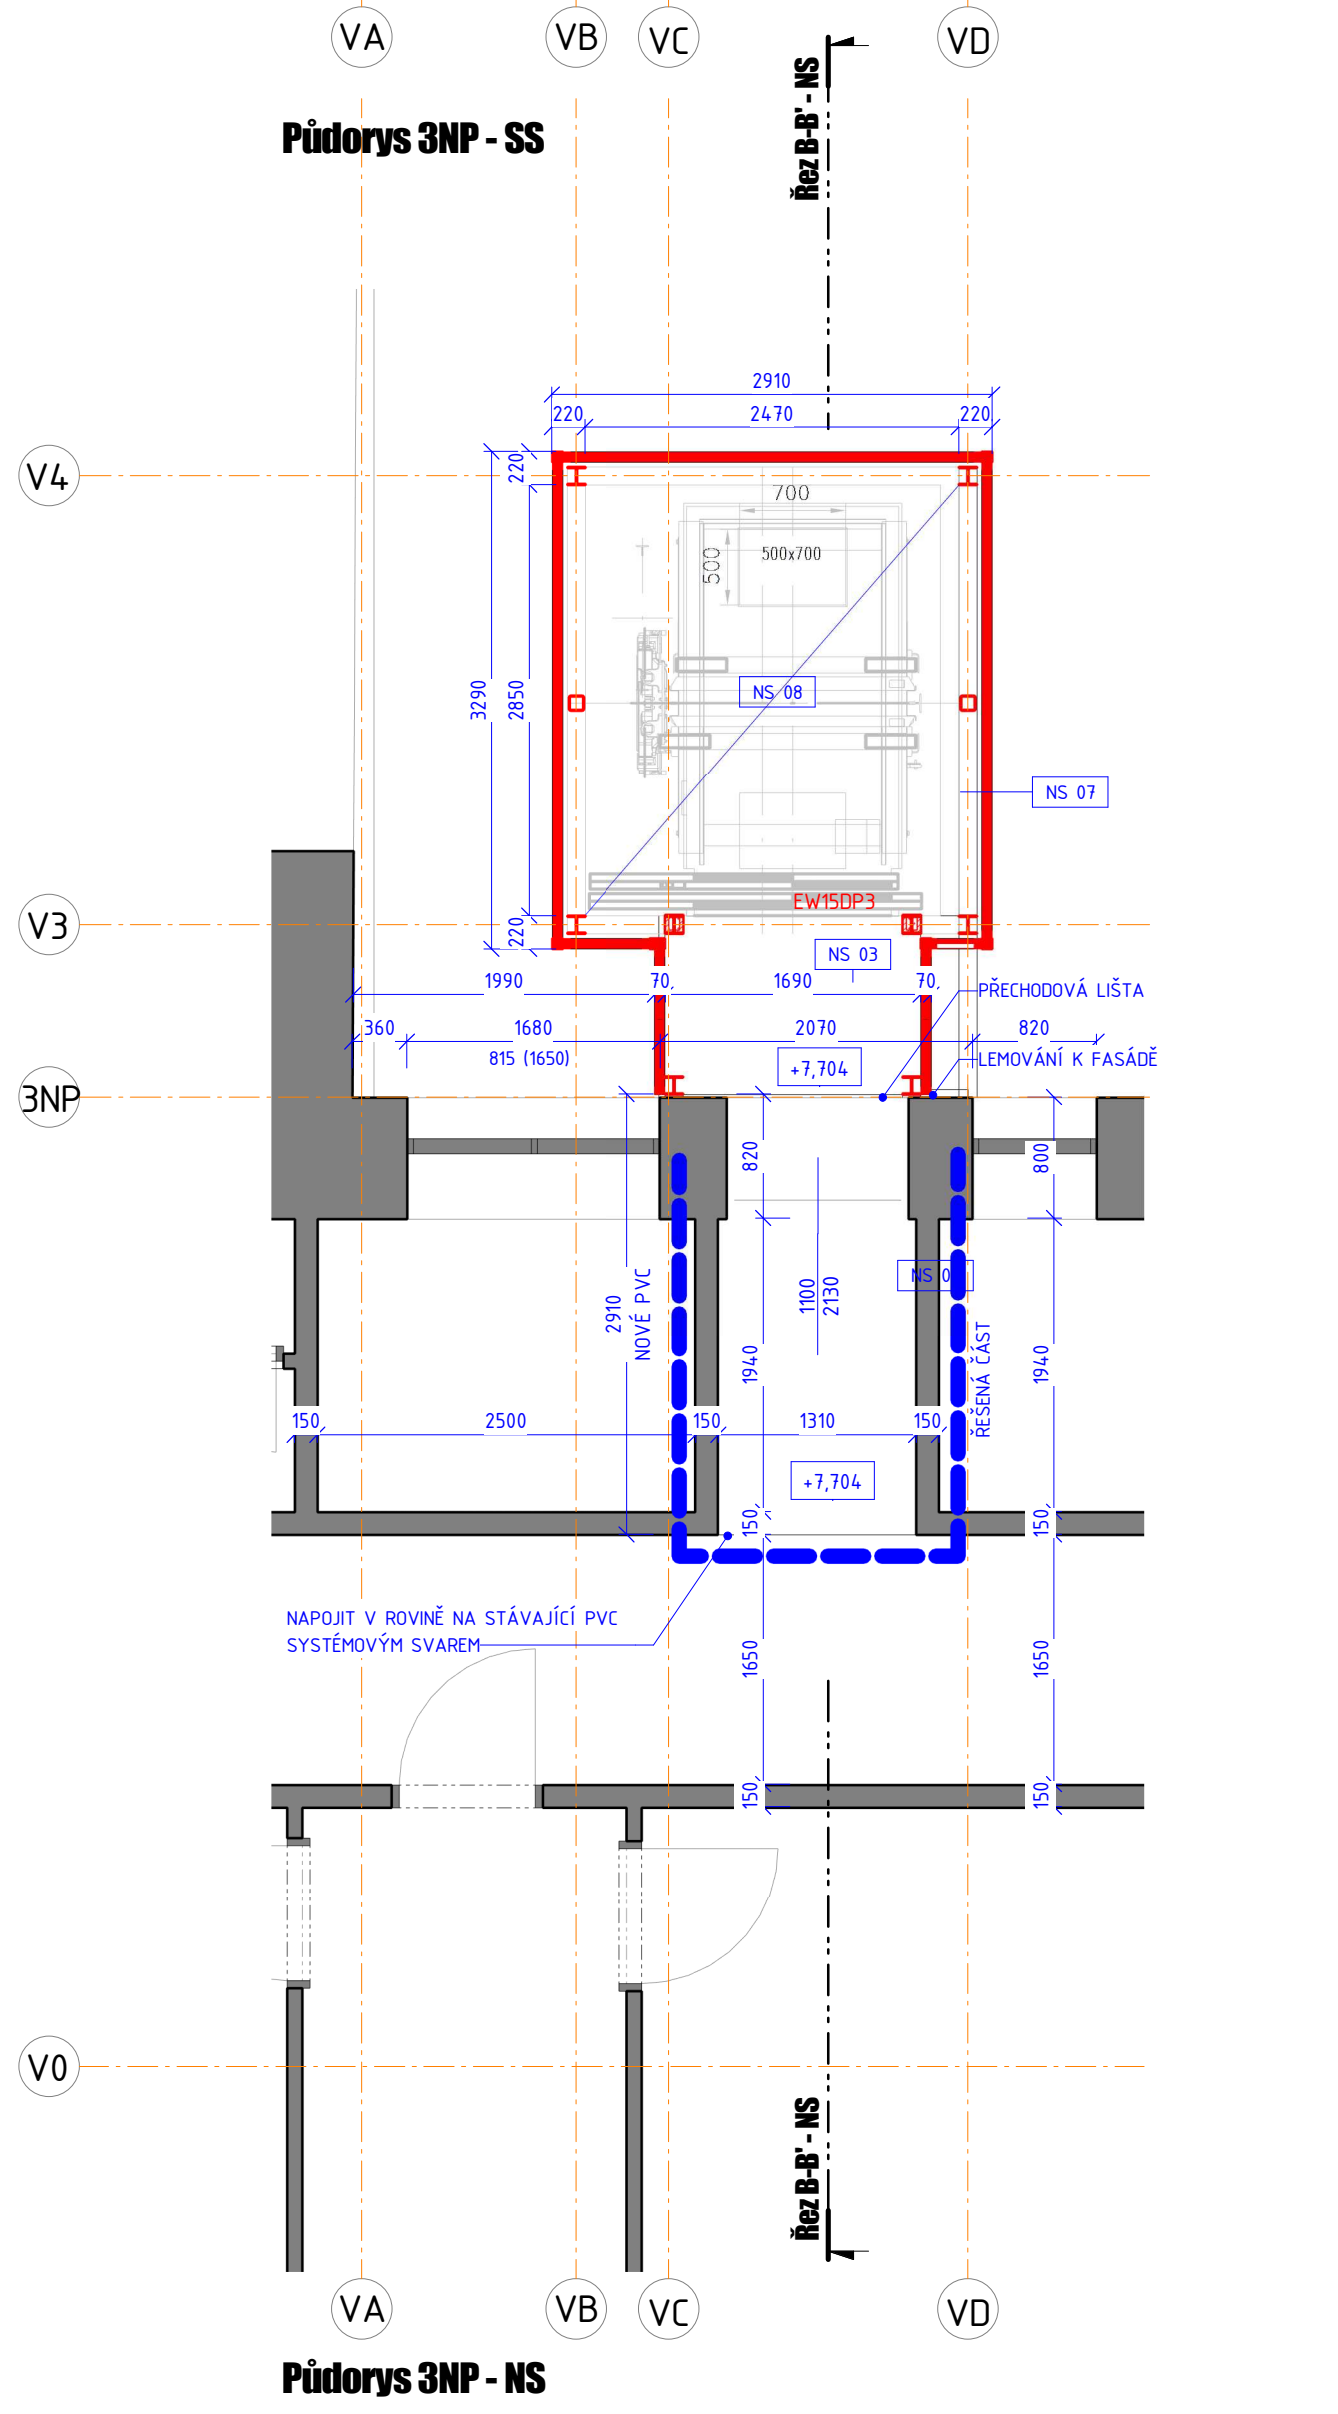 VA
VB
VC
VD
Půdorys 3NP - SS
Řez B-B' - NS
2910
220
2470
220
V4
220
700
500
500x700
3290
2850
NS 08
NS 07
EW15DP3
V3
220
NS 03
1990
70
1690
70
PŘECHODOVÁ LIŠTA
360
1680
2070
820
815 (1650)
+7,704
LEMOVÁNÍ K FASÁDĚ
3NP
820
800
2910
NOVÉ PVC
1100
2130
NS 0
1940
1940
ŘEŠENÁ ČÁST
150
2500
150
1310
150
+7,704
150
150
NAPOJIT V ROVINĚ NA STÁVAJÍCÍ PVC
SYSTÉMOVÝM SVAREM
1650
1650
150
150
V0
Řez B-B' - NS
VA
VB
VC
VD
Půdorys 3NP - NS